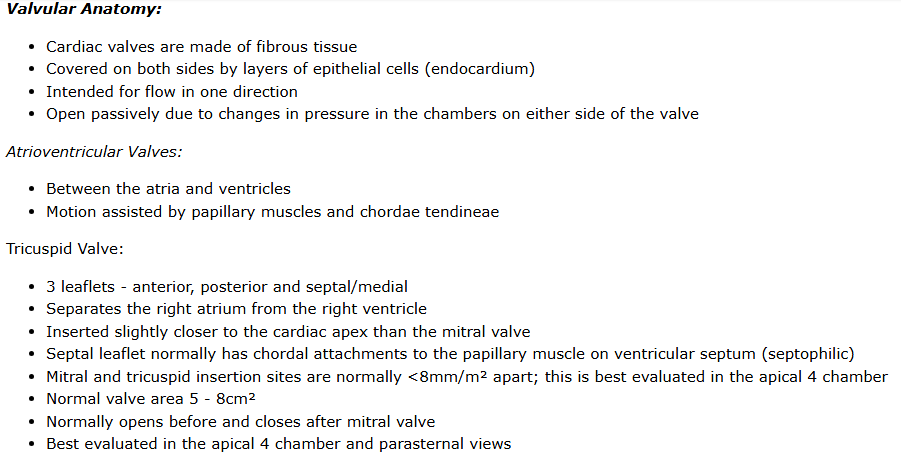 Valvular Anatomy:
• Cardiac valves are made of fibrous tissue
• Covered on both sides by layers of epithelial cells (endocardium)
• Intended for flow in one direction
• Open passively due to changes in pressure in the chambers on either side of the valve
Atrioventricular Valves:
• Between the atria and ventricles
• Motion assisted by papillary muscles and chordae tendineae
Tricuspid Valve:
• 3 leaflets - anterior, posterior and septal/medial
• Separates the right atrium from the right ventricle
• Inserted slightly closer to the cardiac apex than the mitral valve
• Septal leaflet normally has chordal attachments to the papillary muscle on ventricular septum (septophilic)
• Mitral and tricuspid insertion sites are normally <8mm/m² apart; this is best evaluated in the apical 4 chamber
• Normal valve area 5 - 8cm²
• Normally opens before and closes after mitral valve
• Best evaluated in the apical 4 chamber and parasternal views